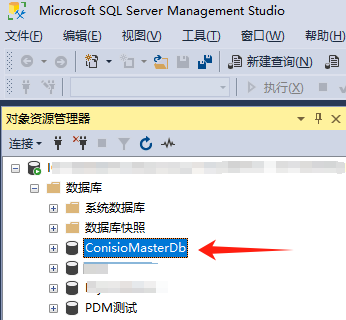 Microsoft SQL Server Management Studio
文件(F) 编辑(E) 视图(V) 工具(T) 窗口(W) 帮助(H)
新建查询(N)
执行(X)
对象资源管理器
连接
数据库
系统数据库
数据库快照
ConisioMasterDb
PDM测试